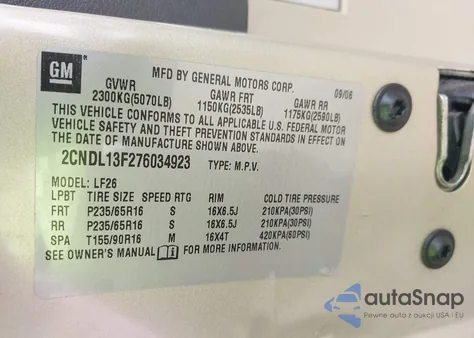 GM
MFD BY GENERAL MOTORS CORP. 09/06
GVWR GAWR FRT GAWR RR
2300KG(5070LB) 1150KG(2535LB) 1175KG(2590LB)
THIS VEHICLE CONFORMS TO ALL APPLICABLE U.S. FEDERAL MOTOR
VEHICLE SAFETY AND THEFT PREVENTION STANDARDS IN EFFECT ON
THE DATE OF MANUFACTURE SHOWN ABOVE.
2CNDL13F276034923 TYPE: M.P.V.
MODEL: LF26
LPBT TIRE SIZE SPEED RTG RIM COLD TIRE PRESSURE
FRT P235/65R16 S 16X6.5J 210KPA(30PSI)
RR P235/65R16 S 16X6.5J 210KPA(30PSI)
SPA T155/90R16 M 16X4T 420KPA(60PSI)
SEE OWNER'S MANUAL FOR MORE INFORMATION.
autaSnap
Pewne auta z aukcji USA i EU